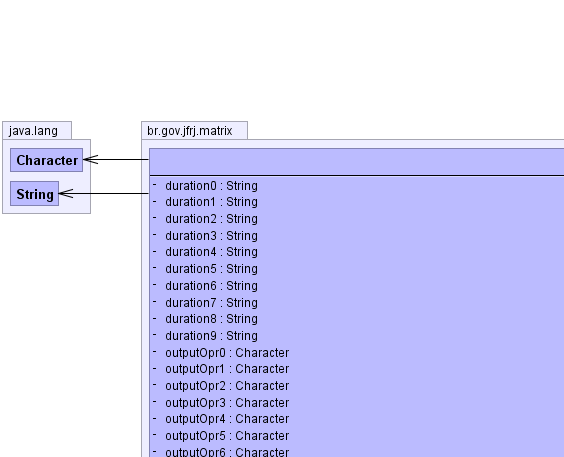 java.lang
Character
String
br.gov.jfrj.matrix
- duration0 : String
- duration1 : String
- duration2 : String
- duration3 : String
- duration4 : String
- duration5 : String
- duration6 : String
- duration7 : String
- duration8 : String
- duration9 : String
- outputOpr0 : Character
- outputOpr1 : Character
- outputOpr2 : Character
- outputOpr3 : Character
- outputOpr4 : Character
- outputOpr5 : Character
- outputOpr6 : Character